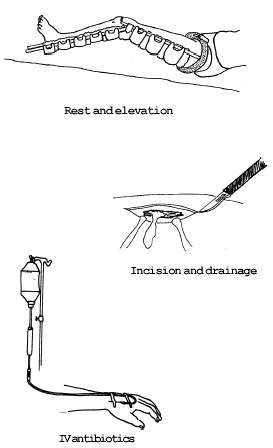 Rest and elevation
Incision and drainage
IV antibiotics